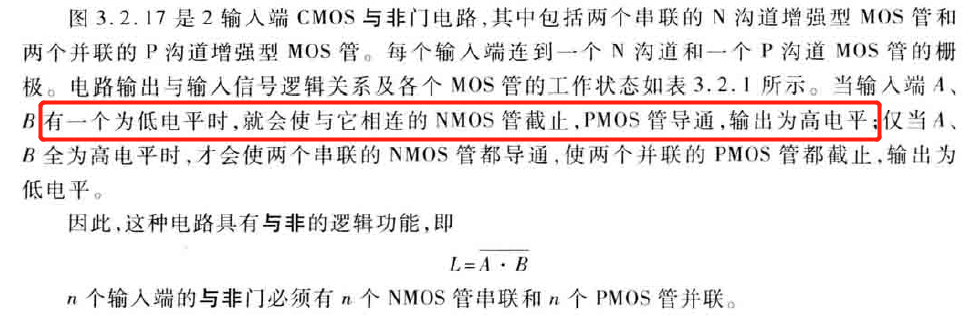 图 3.2.17 是 2 输入端 CMOS 与非门电路,其中包括两个串联的 N 沟道增强型 MOS 管和
两个并联的 P 沟道增强型 MOS 管。每个输入端连到一个 N 沟道和一个 P 沟道 MOS 管的栅
极。电路输出与输入信号逻辑关系及各个 MOS 管的工作状态如表 3.2.1 所示。当输入端 A、
B 有一个为低电平时,就会使与它相连的 NMOS 管截止,PMOS 管导通,输出为高电平;仅当 A、
B 全为高电平时,才会使两个串联的 NMOS 管都导通,使两个并联的 PMOS 管都截止,输出为
低电平。
因此,这种电路具有与非的逻辑功能,即
L=\overline{A · B}
n 个输入端的与非门必须有 n 个 NMOS 管串联和 n 个 PMOS 管并联。